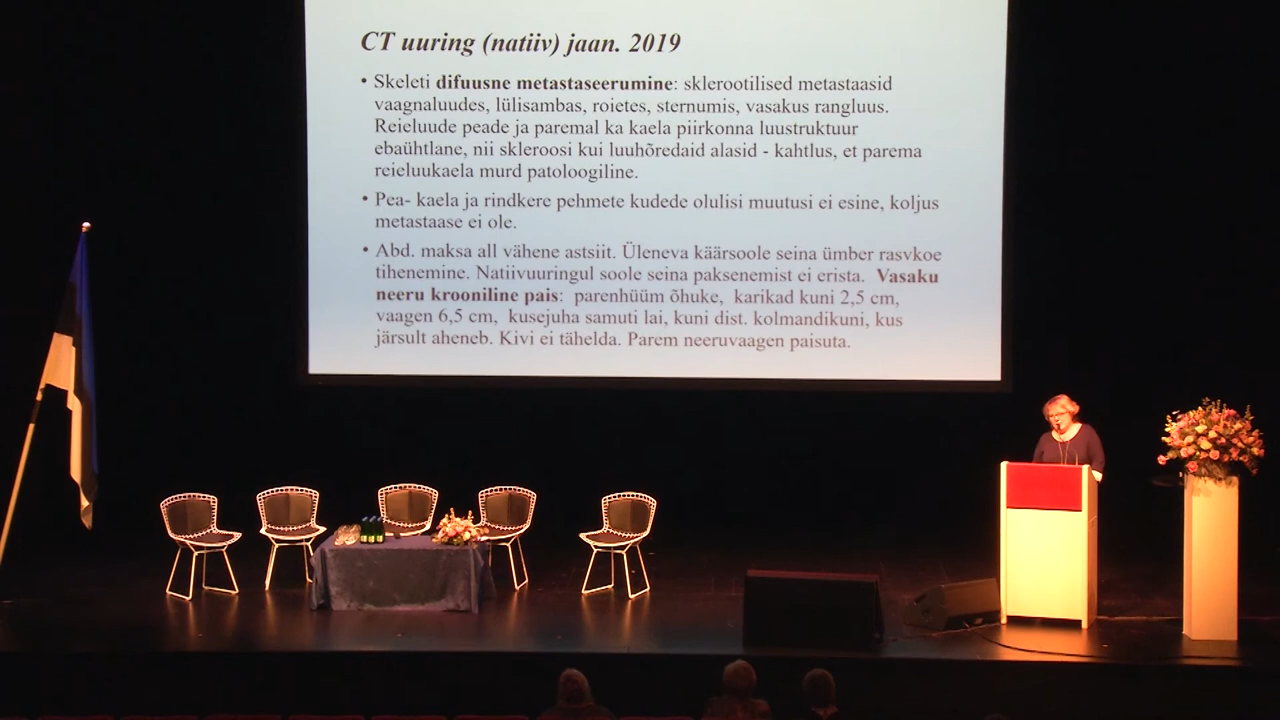 CT uuring (natiiv) jaan. 2019
• Skeleti difuusne metastaseerumine: sklerootilised metastaasid
vaagnaluudes, lülisambas, roietes, sternumis, vasakus rangluus.
Reieluude peade ja paremal ka kaela piirkonna luustruktuur
ebaühtlane, nii skleroosi kui luuhõredaid alasid - kahtlus, et parema
reieluukaela murd patoloogiline.
• Pea- kaela ja rindkere pehmete kudede olulisi muutusi ei esine, koljus
metastaase ei ole.
• Abd. maksa all vähene astsiit. Üleneva käärsoole seina ümber rasvkoe
tihenemine. Natiivuuringul soole seina paksenemist ei erista. Vasaku
neeru krooniline pais: parenhüüm õhuke, karikad kuni 2,5 cm,
vaagen 6,5 cm, kusejuha samuti lai, kuni dist. kolmandikuni, kus
järsult aheneb. Kivi ei tähelda. Parem neeruvaagen paisuta.